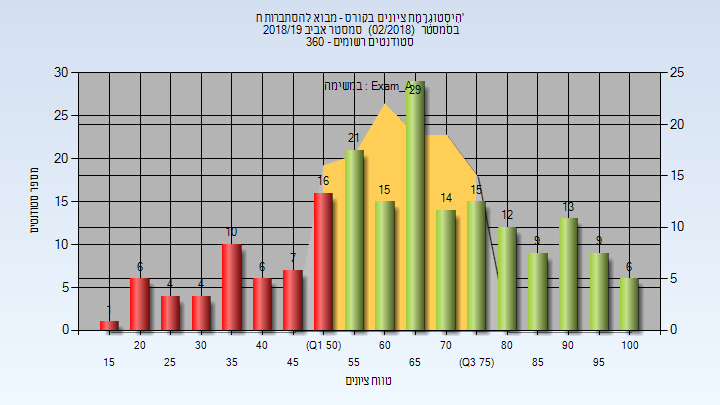 הִיסְטוֹגְרָמַת ציונים בקורס - מבוא להסתברות ח'
בסמסטר (02/2018) סמסטר אביב 2018/19
סטודנטים רשומים - 360
במשימה : Exam_A
מספר סטודנטים
30 25 20 15 10 5 0
25 20 15 10 5 0
1 6 4 4 10 6 7 16 21 15 29 14 15 12 9 13 9 6
20 30 40 (Q1 50) 60 70 80 90 100
15 25 35 45 55 65 (Q3 75) 85 95
טווח ציונים